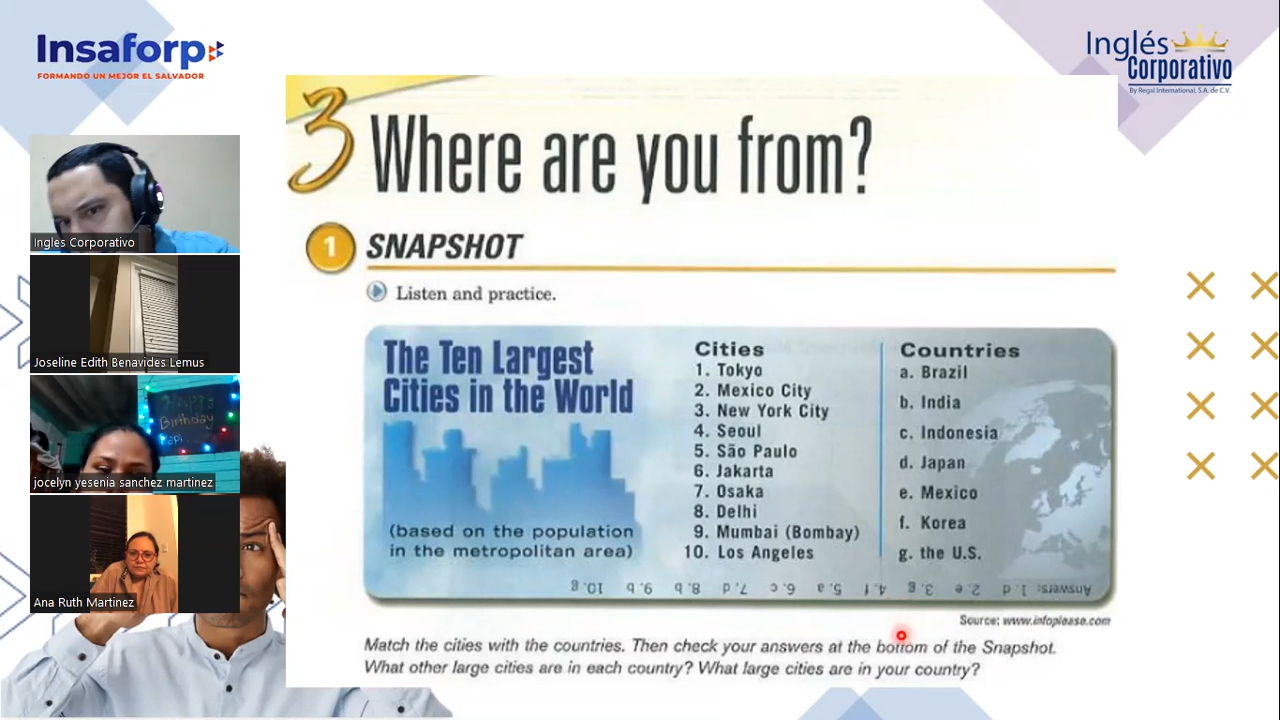 Insaforp
FORMANDO UN MEJOR EL SALVADOR
Inglés
Corporativo
By Regal International, S.A. de C.V.
Ingles Corporativo
Joseline Edith Benavides Lemus
Happy
Birthday
Papi
jocelyn yesenia sanchez martinez
Ana Ruth Martinez
3 Where are you from?
1 SNAPSHOT
Listen and practice.
The Ten Largest
Cities in the World
(based on the population
in the metropolitan area)
Cities
1. Tokyo
2. Mexico City
3. New York City
4. Seoul
5. São Paulo
6. Jakarta
7. Osaka
8. Delhi
9. Mumbai (Bombay)
10. Los Angeles
Countries
a. Brazil
b. India
c. Indonesia
d. Japan
e. Mexico
f. Korea
g. the U.S.
Answers: 1. d 2. e 3. g 4. f 5. a 6. c 7. d 8. b 9. b 10. g
Source: www.infoplease.com
Match the cities with the countries. Then check your answers at the bottom of the Snapshot.
What other large cities are in each country? What large cities are in your country?